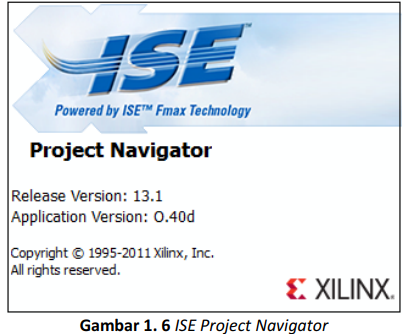 ISE™
Powered by ISE™ Fmax Technology
Project Navigator
Release Version: 13.1
Application Version: O.40d
Copyright © 1995-2011 Xilinx, Inc.
All rights reserved.
XILINX.
Gambar 1. 6 ISE Project Navigator